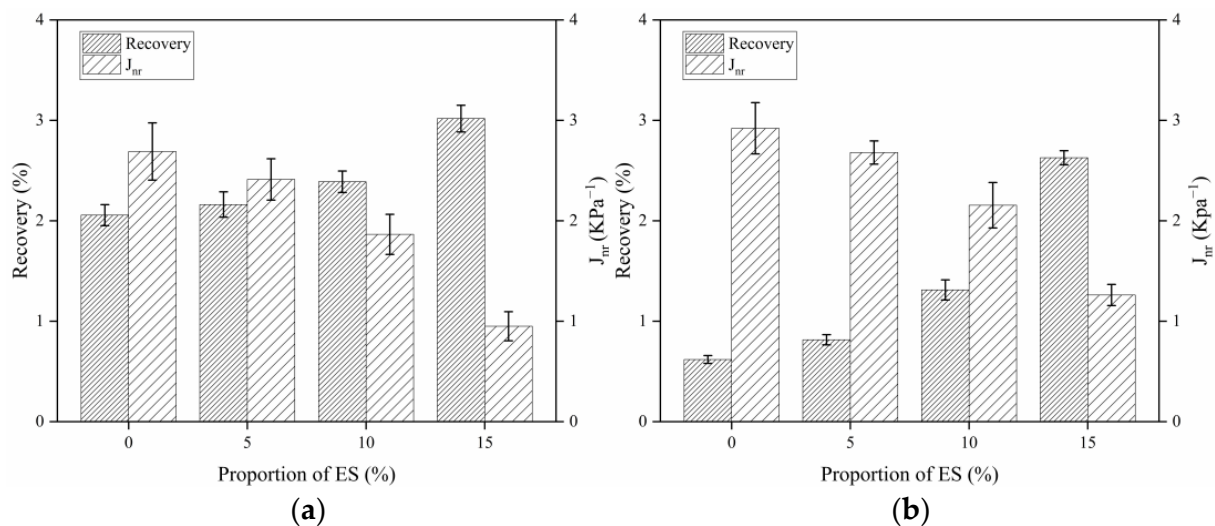 4
3
2
1
0
Recovery (%)
Recovery
Jnr
4
3
2
1
0
Jnr (KPa−1)
0 5 10 15
Proportion of ES (%)
(a)
4
3
2
1
0
Recovery (%)
Recovery
Jnr
4
3
2
1
0
Jnr (Kpa−1)
0 5 10 15
Proportion of ES (%)
(b)